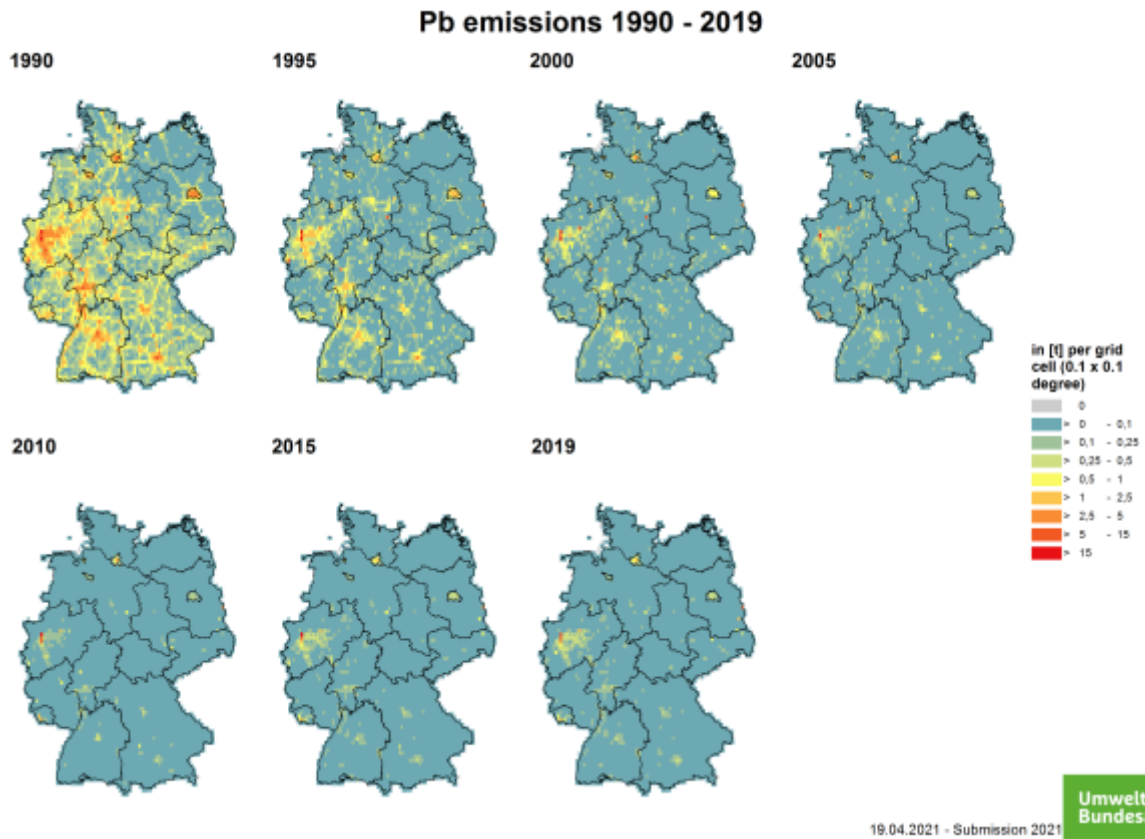 Pb emissions 1990 - 2019
1990
1995
2000
2005
2010
2015
2019
in [t] per grid
cell (0.1 x 0.1
degree)
0
> 0 - 0,1
> 0,1 - 0,25
> 0,25 - 0,5
> 0,5 - 1
> 1 - 2,5
> 2,5 - 5
> 5 - 15
> 15
19.04.2021 - Submission 2021
Umwelt
Bundes